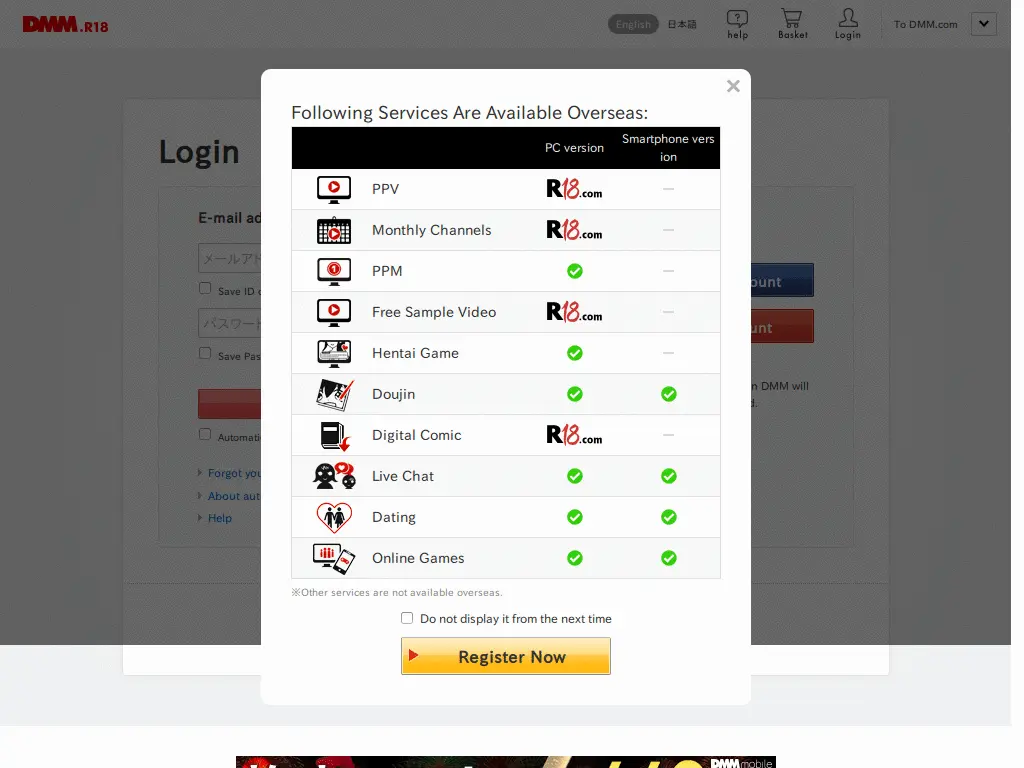 DMM.R18
English 日本語 help Basket Login To DMM.com
×
Following Services Are Available Overseas:
PC version
Smartphone vers
ion
Login
PPV R18.com —
E-mail ad
Monthly Channels R18.com —
メールアド
PPM —
Save ID
Free Sample Video R18.com —
パスワード
Hentai Game —
Save Pas
Doujin
Digital Comic R18.com —
Automati
Live Chat
Forgot you
About aut
Dating
Help
Online Games
ount
unt
n DMM will
d.
※Other services are not available overseas.
Do not display it from the next time
Register Now
DMM mobile